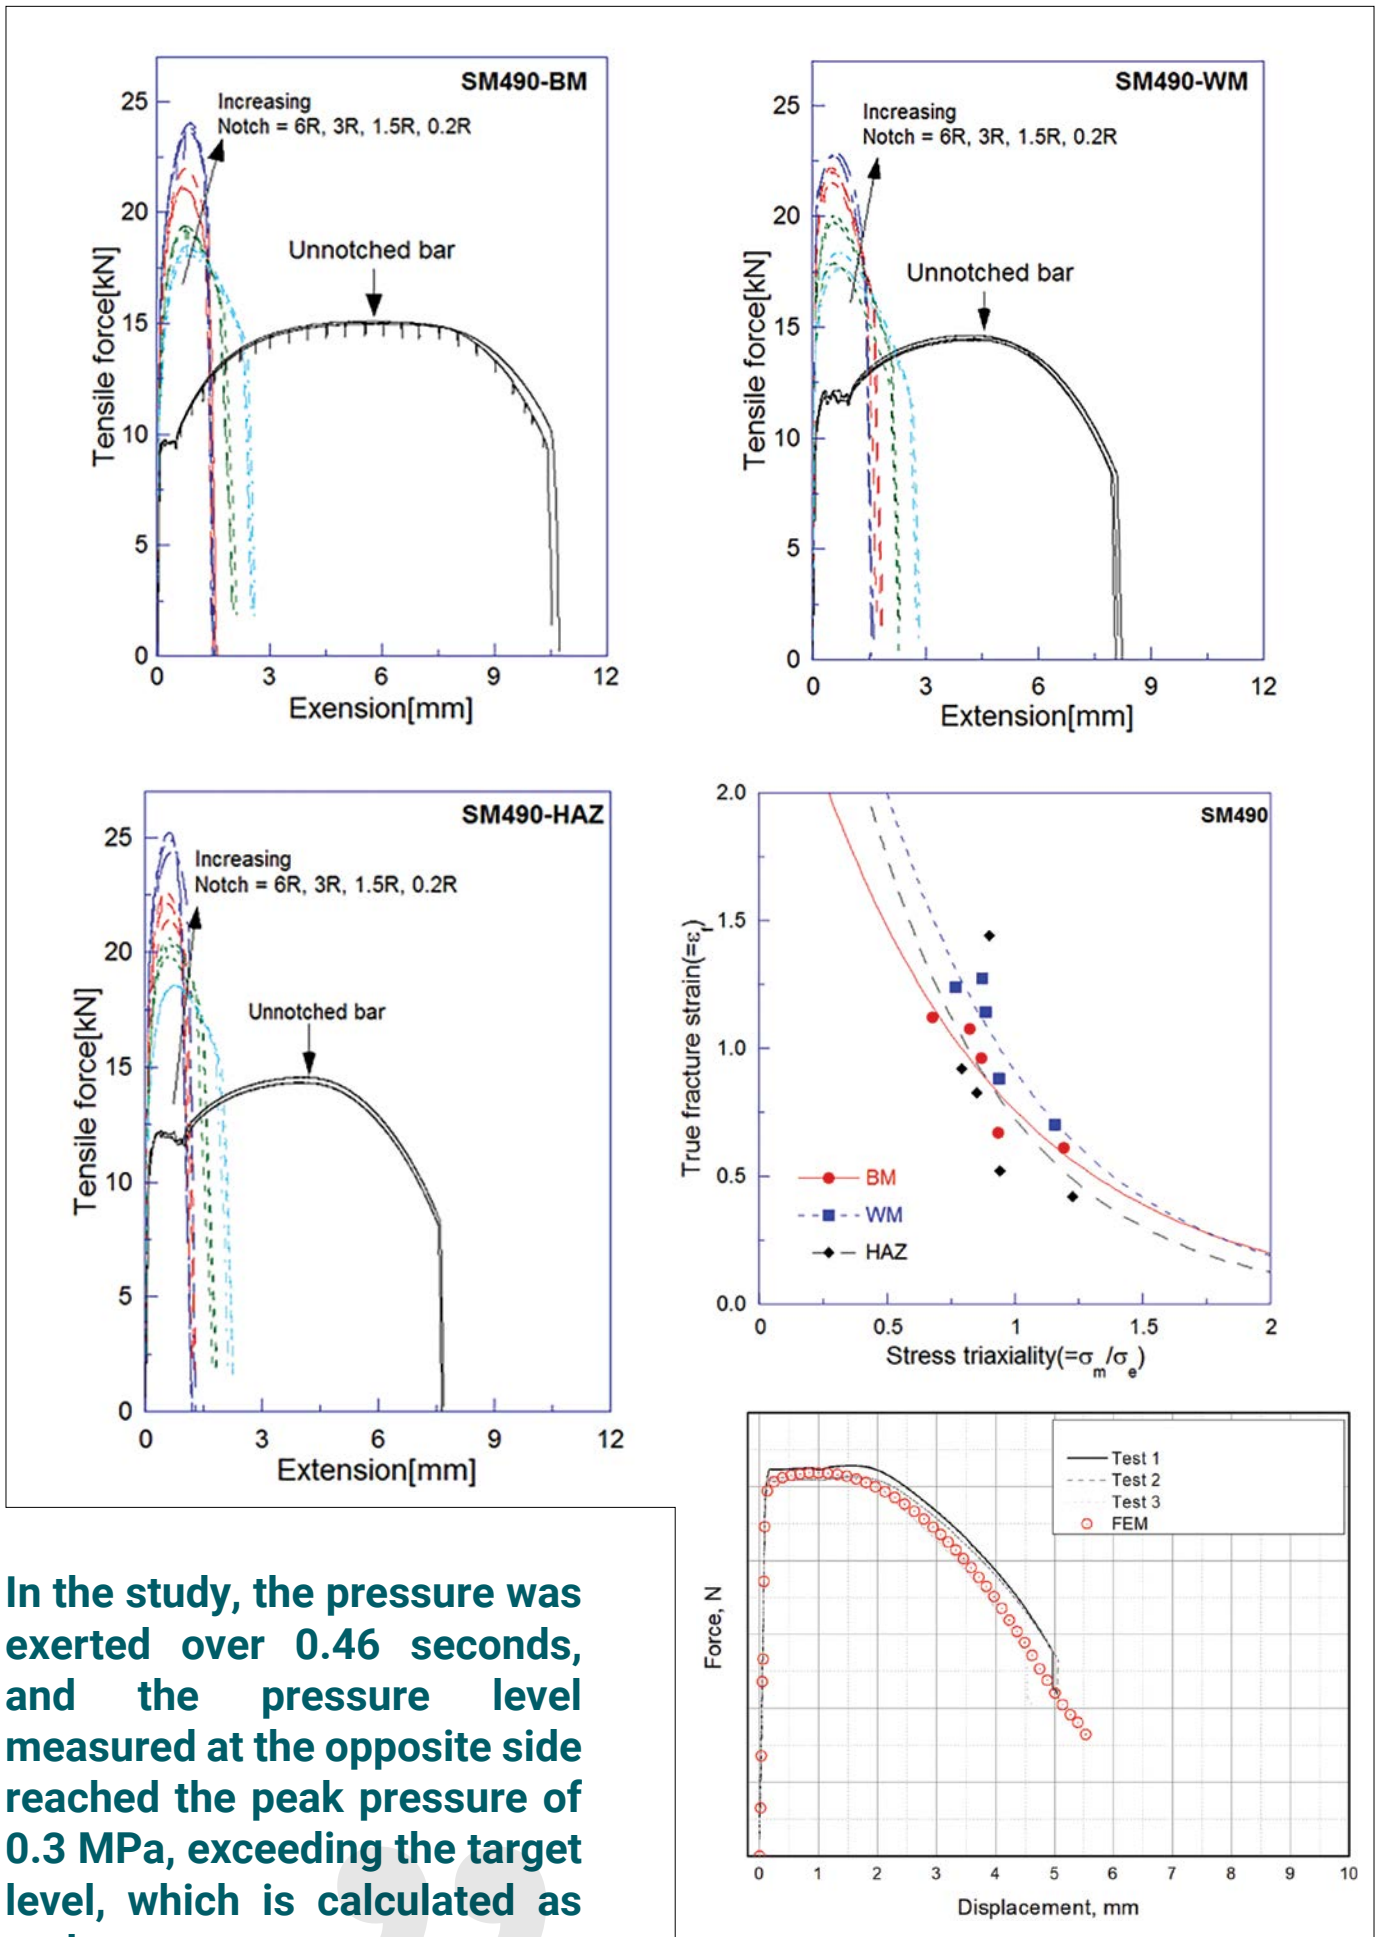 SM490-BM
Increasing
Notch = 6R, 3R, 1.5R, 0.2R
Unnotched bar
Tensile force[kN]
25
20
15
10
5
0
0 3 6 9 12
Exension[mm]
SM490-WM
Increasing
Notch = 6R, 3R, 1.5R, 0.2R
Unnotched bar
Tensile force[kN]
25
20
15
10
5
0
0 3 6 9 12
Extension[mm]
SM490-HAZ
Increasing
Notch = 6R, 3R, 1.5R, 0.2R
Unnotched bar
Tensile force[kN]
25
20
15
10
5
0
0 3 6 9 12
Extension[mm]
SM490
True fracture strain(=εf)
2.0
1.5
1.0
0.5
0.0
BM
WM
HAZ
0 0.5 1 1.5 2
Stress triaxiality(=σm/σe)
Test 1
Test 2
Test 3
FEM
Force, N
0 1 2 3 4 5 6 7 8 9 10
Displacement, mm
In the study, the pressure was
exerted over 0.46 seconds,
and the pressure level
measured at the opposite side
reached the peak pressure of
0.3 MPa, exceeding the target
level, which is calculated as